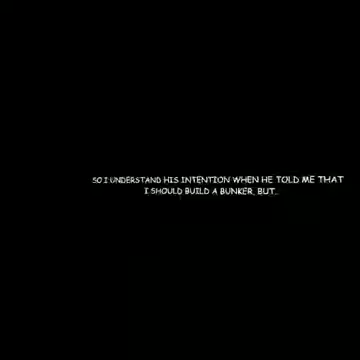 SO I UNDERSTAND HIS INTENTION WHEN HE TOLD ME THAT
I SHOULD BUILD A BUNKER, BUT..